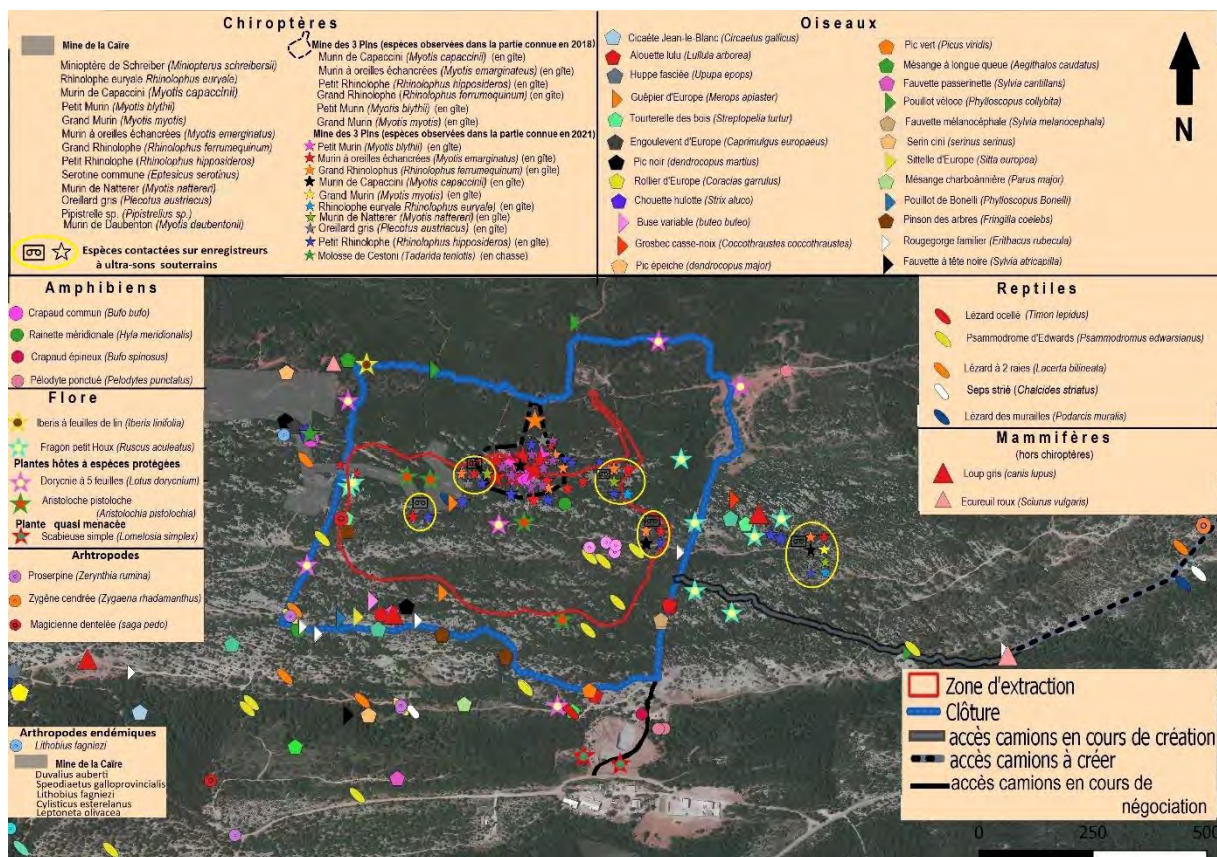 Chiroptères
Mine de la Caïre
Minioptère de Schreiber (Miniopterus schreibersii)
Rhinolophe euryale (Rhinolophus euryale)
Murin de Capaccini (Myotis capaccinii)
Petit Murin (Myotis blythii)
Grand Murin (Myotis myotis)
Murin à oreilles échancrées (Myotis emarginatus)
Grand Rhinolophe (Rhinolophus ferrumequinum)
Petit Rhinolophe (Rhinolophus hipposideros)
Serotine commune (Eptesicus serotinus)
Murin de Natterer (Myotis nattereri)
Oreillard gris (Plecotus austriacus)
Pipistrelle sp. (Pipistrellus sp.)
Murin de Daubenton (Myotis daubentonii)
Espèces contactées sur enregistreurs
à ultra-sons souterrains
Mine des 3 Pins (espèces observées dans la partie connue en 2018)
Murin de Capaccini (Myotis capaccinii) (en gîte)
Murin à oreilles échancrées (Myotis emarginateus) (en gîte)
Petit Rhinolophe (Rhinolophus hipposideros) (en gîte)
Grand Rhinolophe (Rhinolophus ferrumequinum) (en gîte)
Petit Murin (Myotis blythii) (en gîte)
Grand Murin (Myotis myotis) (en gîte)
Mine des 3 Pins (espèces observées dans la partie connue en 2021)
Petit Murin (Myotis blythii) (en gîte)
Murin à oreilles échancrées (Myotis emarginatus) (en gîte)
Grand Rhinolophus (Rhinolophus ferrumequinum) (en gîte)
Murin de Capaccini (Myotis capaccinii) (en gîte)
Grand Murin (Myotis myotis) (en gîte)
Rhinolophe euryale (Rhinolophus euryale) (en gîte)
Murin de Natterer (Myotis nattereri) (en gîte)
Oreillard gris (Plecotus austriacus) (en gîte)
Petit Rhinolophe (Rhinolophus hipposideros) (en gîte)
Molosse de Cestoni (Tadarida teniotis) (en chasse)
Oiseaux
Cicaète Jean-le-Blanc (Circaetus gallicus)
Alouette lulu (Lullula arborea)
Huppe fasciée (Upupa epops)
Guêpier d'Europe (Merops apiaster)
Tourterelle des bois (Streptopelia turtur)
Engoulevent d'Europe (Caprimulgus europaeus)
Pic noir (dendrocopus martius)
Rollier d'Europe (Coracias garrulus)
Chouette hulotte (Strix aluco)
Buse variable (buteo buteo)
Grosbec casse-noix (Coccothraustes coccothraustes)
Pic épeiche (dendrocopus major)
Pic vert (Picus viridis)
Mésange à longue queue (Aegithalos caudatus)
Fauvette passerinette (Sylvia cantillans)
Pouillot véloce (Phylloscopus collybita)
Fauvette mélanocéphale (Sylvia melanocephala)
Serin cini (serinus serinus)
Sittelle d'Europe (Sitta europea)
Mésange charboânnière (Parus major)
Pouillot de Bonelli (Phylloscopus Bonelli)
Pinson des arbres (Fringilla coelebs)
Rougegorge familier (Erithacus rubecula)
Fauvette à tête noire (Sylvia atricapilla)
N
Amphibiens
Crapaud commun (Bufo bufo)
Rainette méridionale (Hyla meridionalis)
Crapaud épineux (Bufo spinosus)
Pélodyte ponctué (Pelodytes punctatus)
Flore
Iberis à feuilles de lin (Iberis linifolia)
Fragon petit Houx (Ruscus aculeatus)
Plantes hôtes à espèces protégées
Dorycnie à 5 feuilles (Lotus dorycnium)
Aristoloche pistoloche
(Aristolochia pistolochia)
Plante quasi menacée
Scabieuse simple (Lomelosia simplex)
Arhtropodes
Proserpine (Zerynthia rumina)
Zygène cendrée (Zygaena rhadamanthus)
Magicienne dentelée (saga pedo)
Arthropodes endémiques
Lithobius fagniezi
Mine de la Caïre
Duvalius auberti
Speodiaetus galloprovincialis
Lithobius fagniezi
Cylisticus esterelanus
Leptoneta olivacea
Reptiles
Lézard ocellé (Timon lepidus)
Psammodrome d'Edwards (Psammodromus edwarsianus)
Lézard à 2 raies (Lacerta bilineata)
Seps strié (Chalcides striatus)
Lézard des murailles (Podarcis muralis)
Mammifères
(hors chiroptères)
Loup gris (canis lupus)
Ecureuil roux (Sciurus vulgaris)
Zone d'extraction
Clôture
accès camions en cours de création
accès camions à créer
accès camions en cours de
négociation
0 250 500